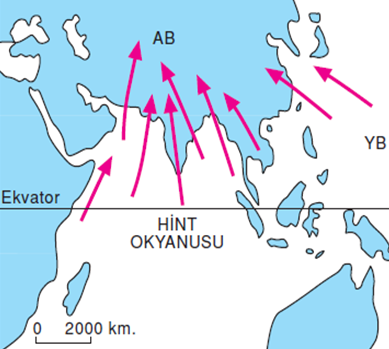 AB
YB
Ekvator
HİNT
OKYANUSU
0 2000 km.